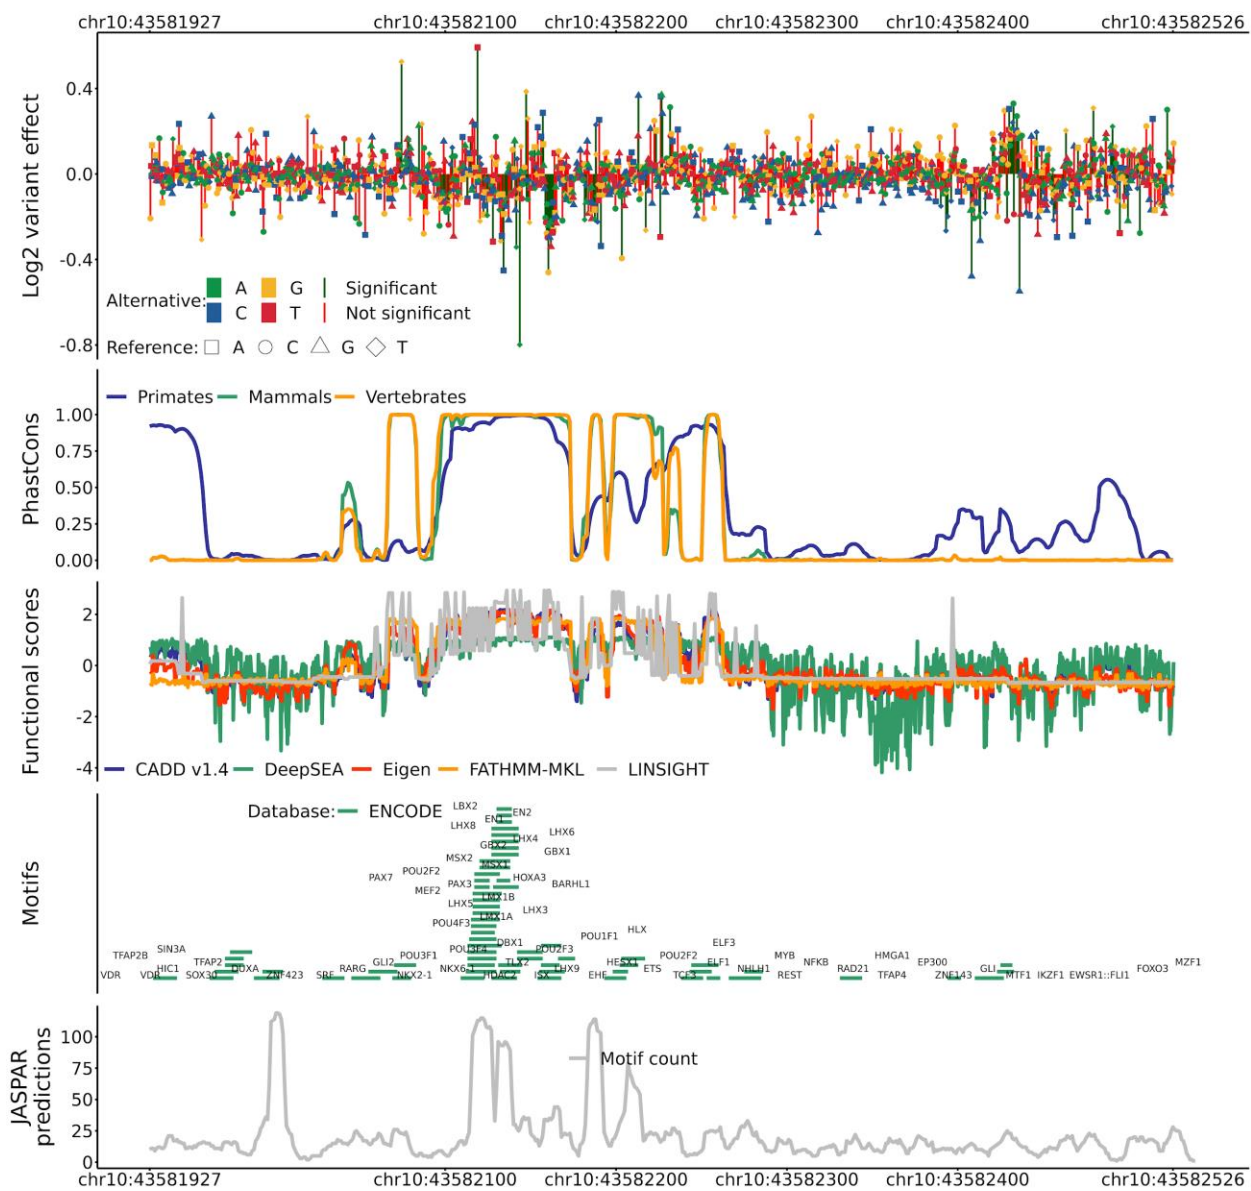 chr10:43581927 chr10:43582100 chr10:43582200 chr10:43582300 chr10:43582400 chr10:43582526
Log2 variant effect
0.4
0.0
-0.4
-0.8
Alternative: A G Significant
C T Not significant
Reference: A C G T
PhastCons
Primates Mammals Vertebrates
1.00
0.75
0.50
0.25
0.00
Functional scores
2
0
-2
-4
CADD v1.4 DeepSEA Eigen FATHMM-MKL LINSIGHT
Motifs
Database: ENCODE
LBX2 EN2
EN1
LHX8 LHX6
LHX4
GBX2 GBX1
MSX2 MSX1
POU2F2
PAX7 PAX3 HOXA3 BARHL1
MEF2 LMX1B
LHX5 LHX3
LMX1A
POU4F3
HLX
POU1F1
DBX1 ELF3
SIN3A POU3F4 POU2F3
TFAP2B POU3F1 POU2F2 MYB HMGA1
TFAP2 GLI2 TLX2 HESX1 ELF1 NFKB EP300 MZF1
HIC1 DUXA RARG NKX6-1 LHX9 ETS NHLH1 RAD21 GLI FOXO3
VDR VDR SOX30 ZNF423 SRF NKX2-1 HDAC2 ISX EHF TCF3 REST TFAP4 ZNF143 MTF1 IKZF1 EWSR1::FLI1
JASPAR
predictions
100
75
50
25
0
Motif count
chr10:43581927 chr10:43582100 chr10:43582200 chr10:43582300 chr10:43582400 chr10:43582526